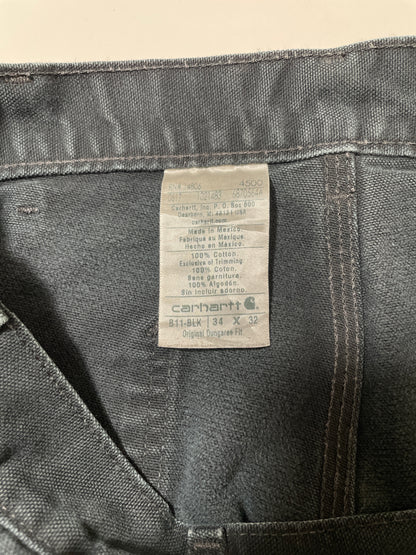 4500
Carhartt, Inc. P. O. Box 600
Dearborn, MI 48121 USA
carhartt.com
Made in Mexico
Fabriqué au Mexique
Hecho en México
100% Cotton
Exclusive of Trimming
100% Coton.
Sans garniture.
100% Algodón.
Sin incluir adorno.
carhartt
B11-BLK 34 X 32
Original Dungaree Fit